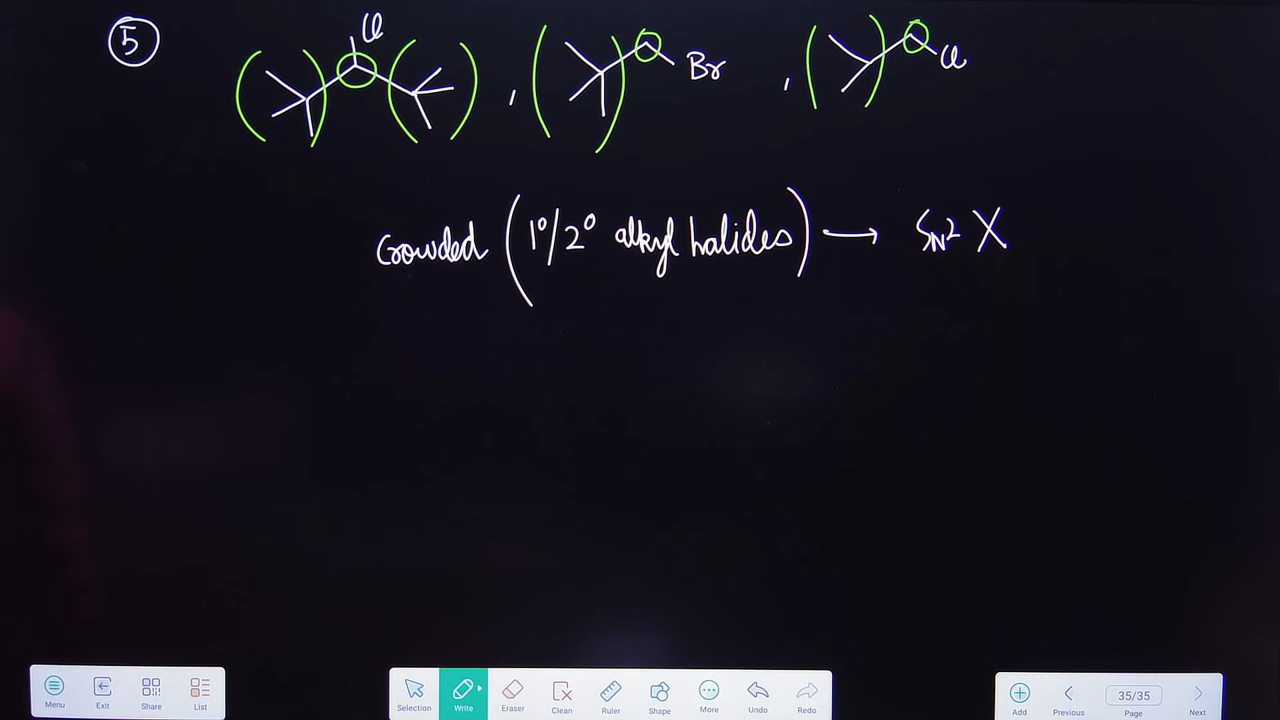 5
Cl , Br , Cl
crowded (1°/2° alkyl halides) → SN2 X
Menu Exit Share List Selection Write Eraser Clean Ruler Shape More Undo Redo Add Previous 35/35 Page Next